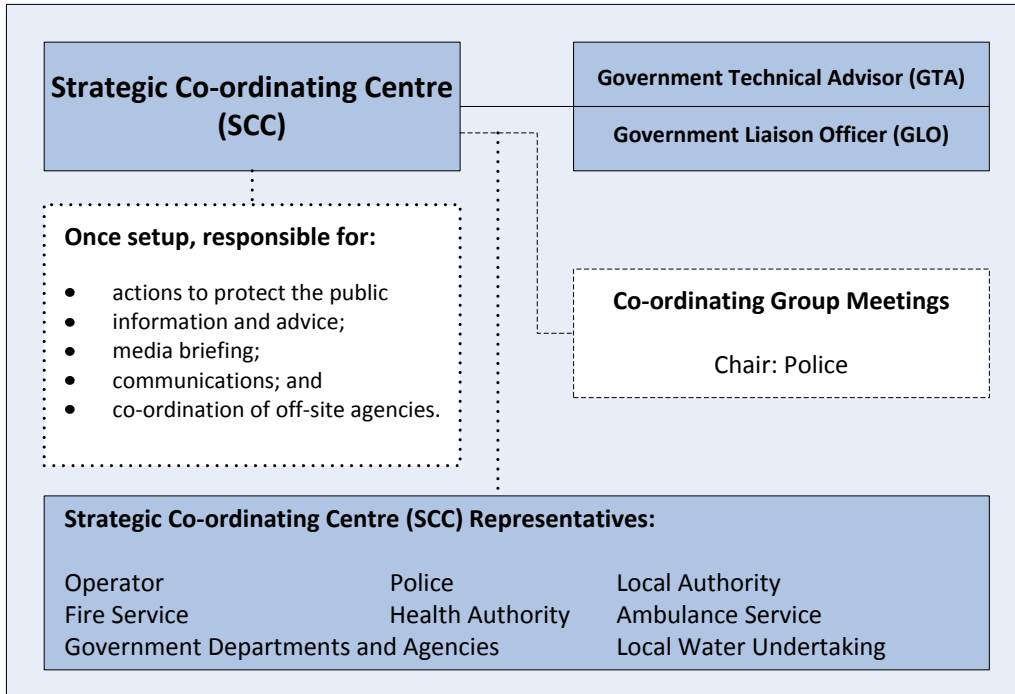 Strategic Co-ordinating Centre
(SCC)
Government Technical Advisor (GTA)
Government Liaison Officer (GLO)
Once setup, responsible for:
• actions to protect the public
• information and advice;
• media briefing;
• communications; and
• co-ordination of off-site agencies.
Co-ordinating Group Meetings
Chair: Police
Strategic Co-ordinating Centre (SCC) Representatives:
Operator Police Local Authority
Fire Service Health Authority Ambulance Service
Government Departments and Agencies Local Water Undertaking